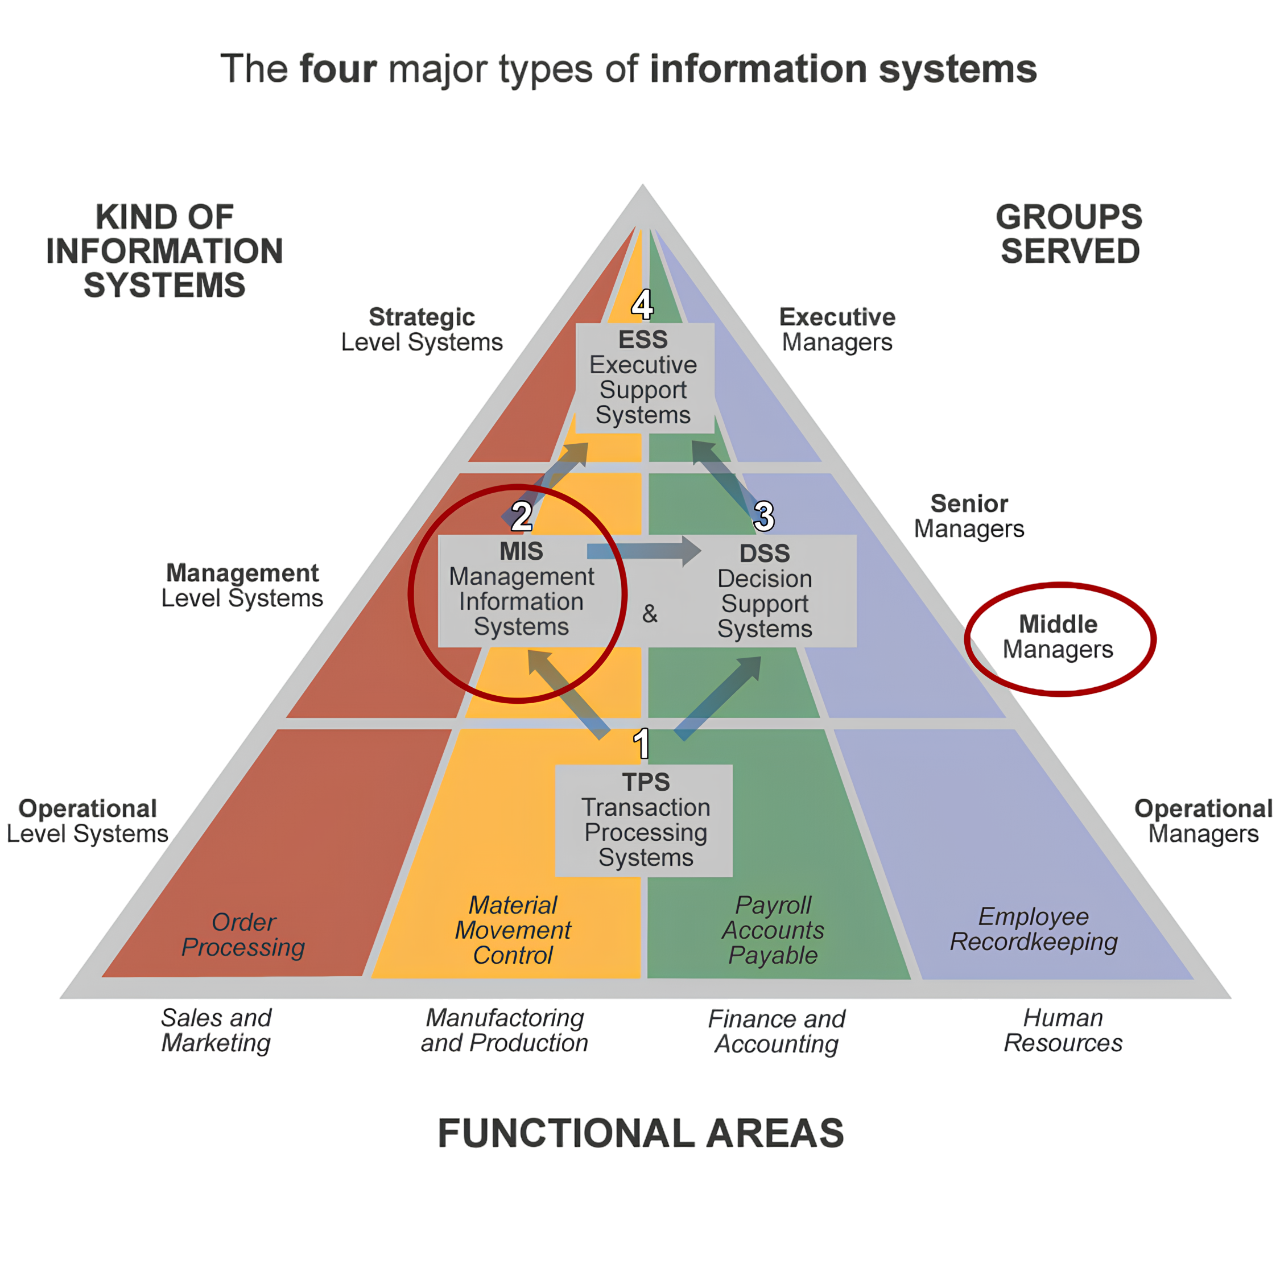 The four major types of information systems
KIND OF
INFORMATION
SYSTEMS
GROUPS
SERVED
Strategic
Level Systems
4
ESS
Executive
Support
Systems
Executive
Managers
Management
Level Systems
2
MIS
Management
Information
Systems
&
3
DSS
Decision
Support
Systems
Senior
Managers
Middle
Managers
Operational
Level Systems
1
TPS
Transaction
Processing
Systems
Operational
Managers
Order
Processing
Material
Movement
Control
Payroll
Accounts
Payable
Employee
Recordkeeping
Sales and
Marketing
Manufactoring
and Production
Finance and
Accounting
Human
Resources
FUNCTIONAL AREAS